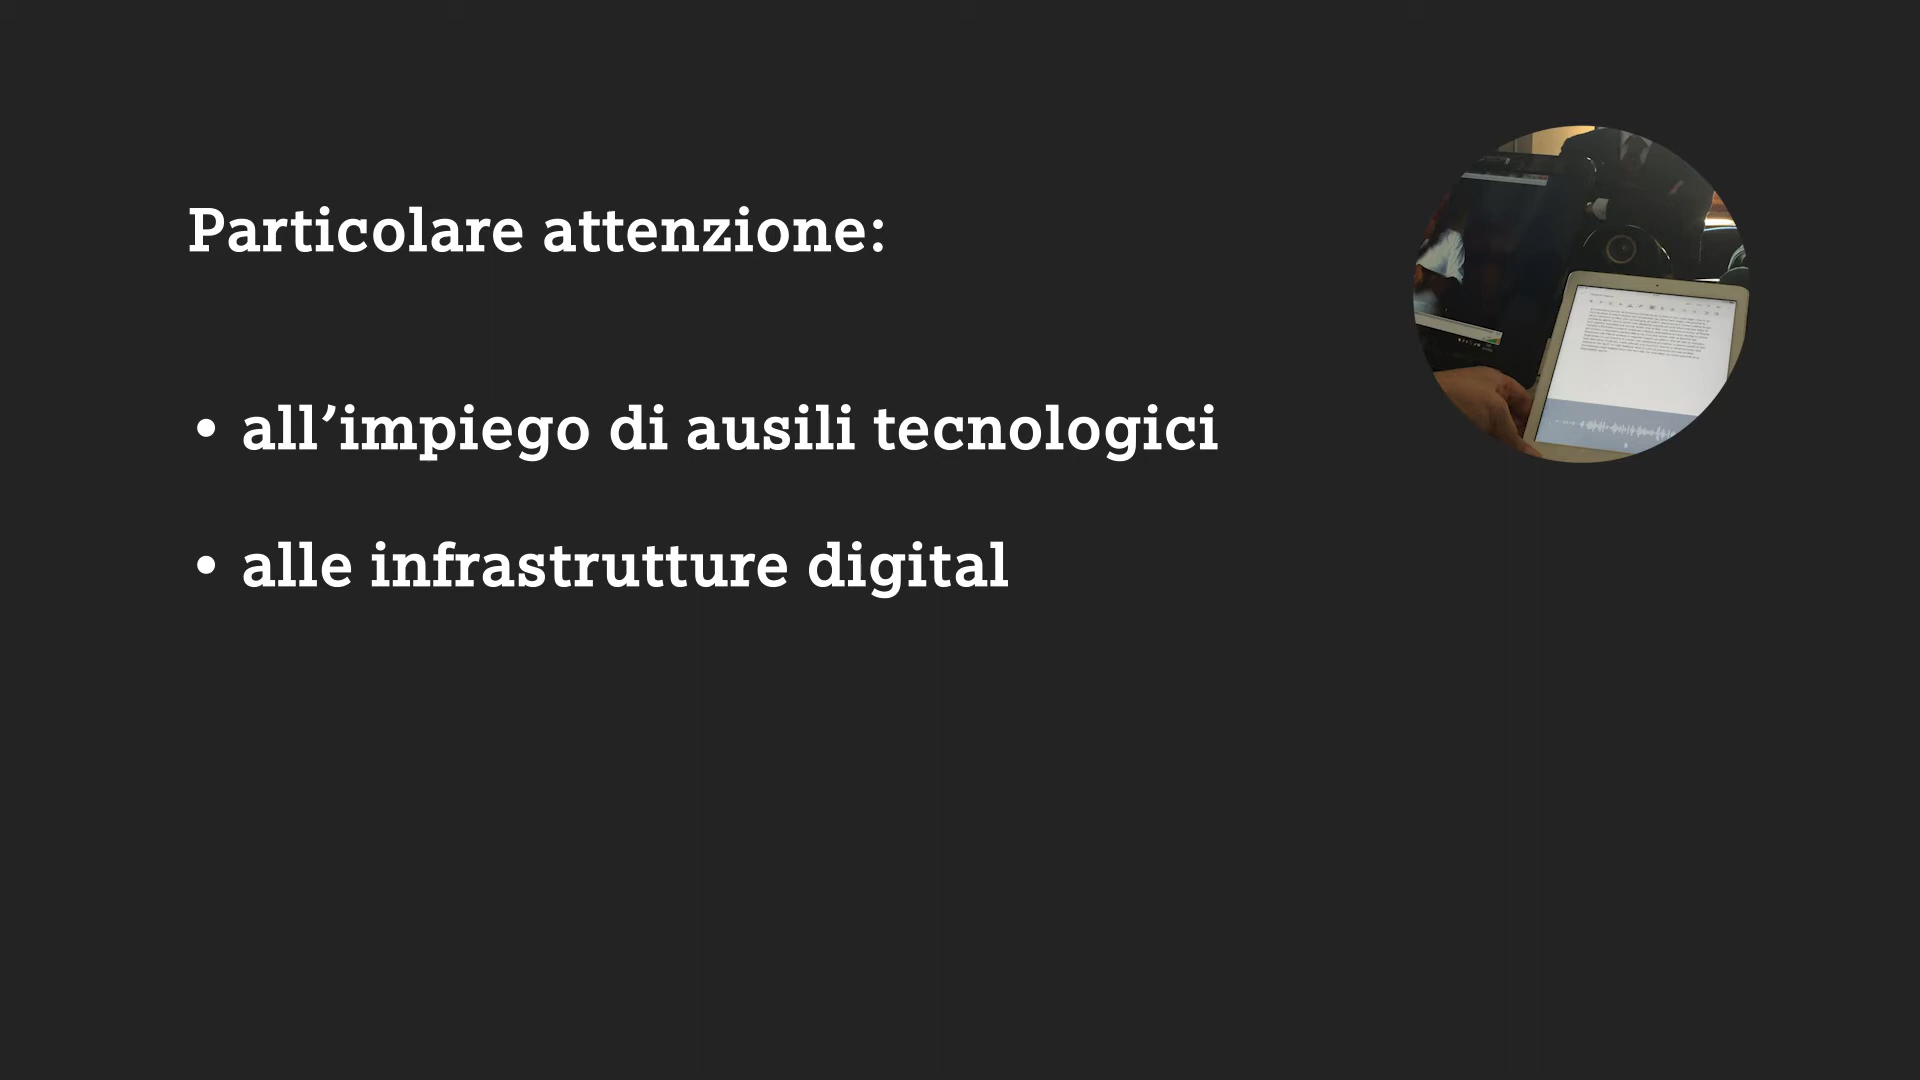 Particolare attenzione:
• all’impiego di ausili tecnologici
• alle infrastrutture digital